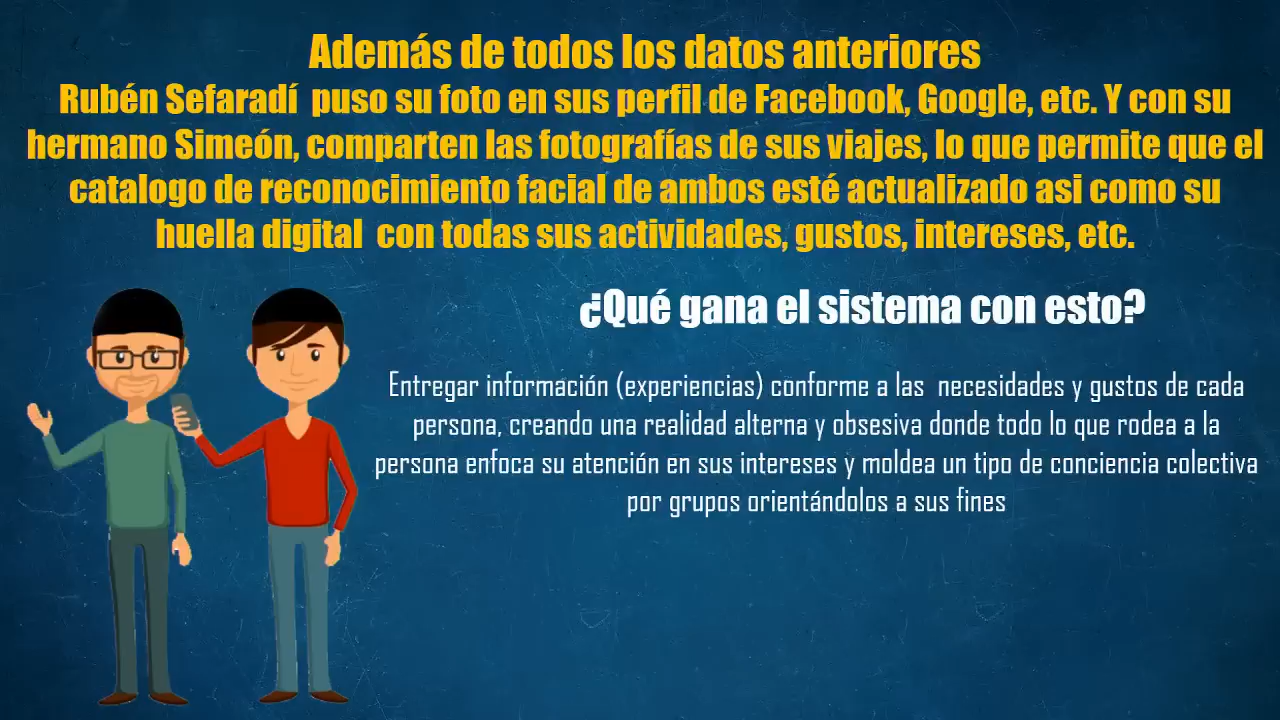 Además de todos los datos anteriores
Rubén Sefaradí  puso su foto en sus perfil de Facebook, Google, etc. Y con su
hermano Simeón, comparten las fotografías de sus viajes, lo que permite que el
catalogo de reconocimiento facial de ambos esté actualizado asi como su
huella digital  con todas sus actividades, gustos, intereses, etc.
¿Qué gana el sistema con esto?
Entregar información (experiencias) conforme a las  necesidades y gustos de cada
persona, creando una realidad alterna y obsesiva donde todo lo que rodea a la
persona enfoca su atención en sus intereses y moldea un tipo de conciencia colectiva
por grupos orientándolos a sus fines